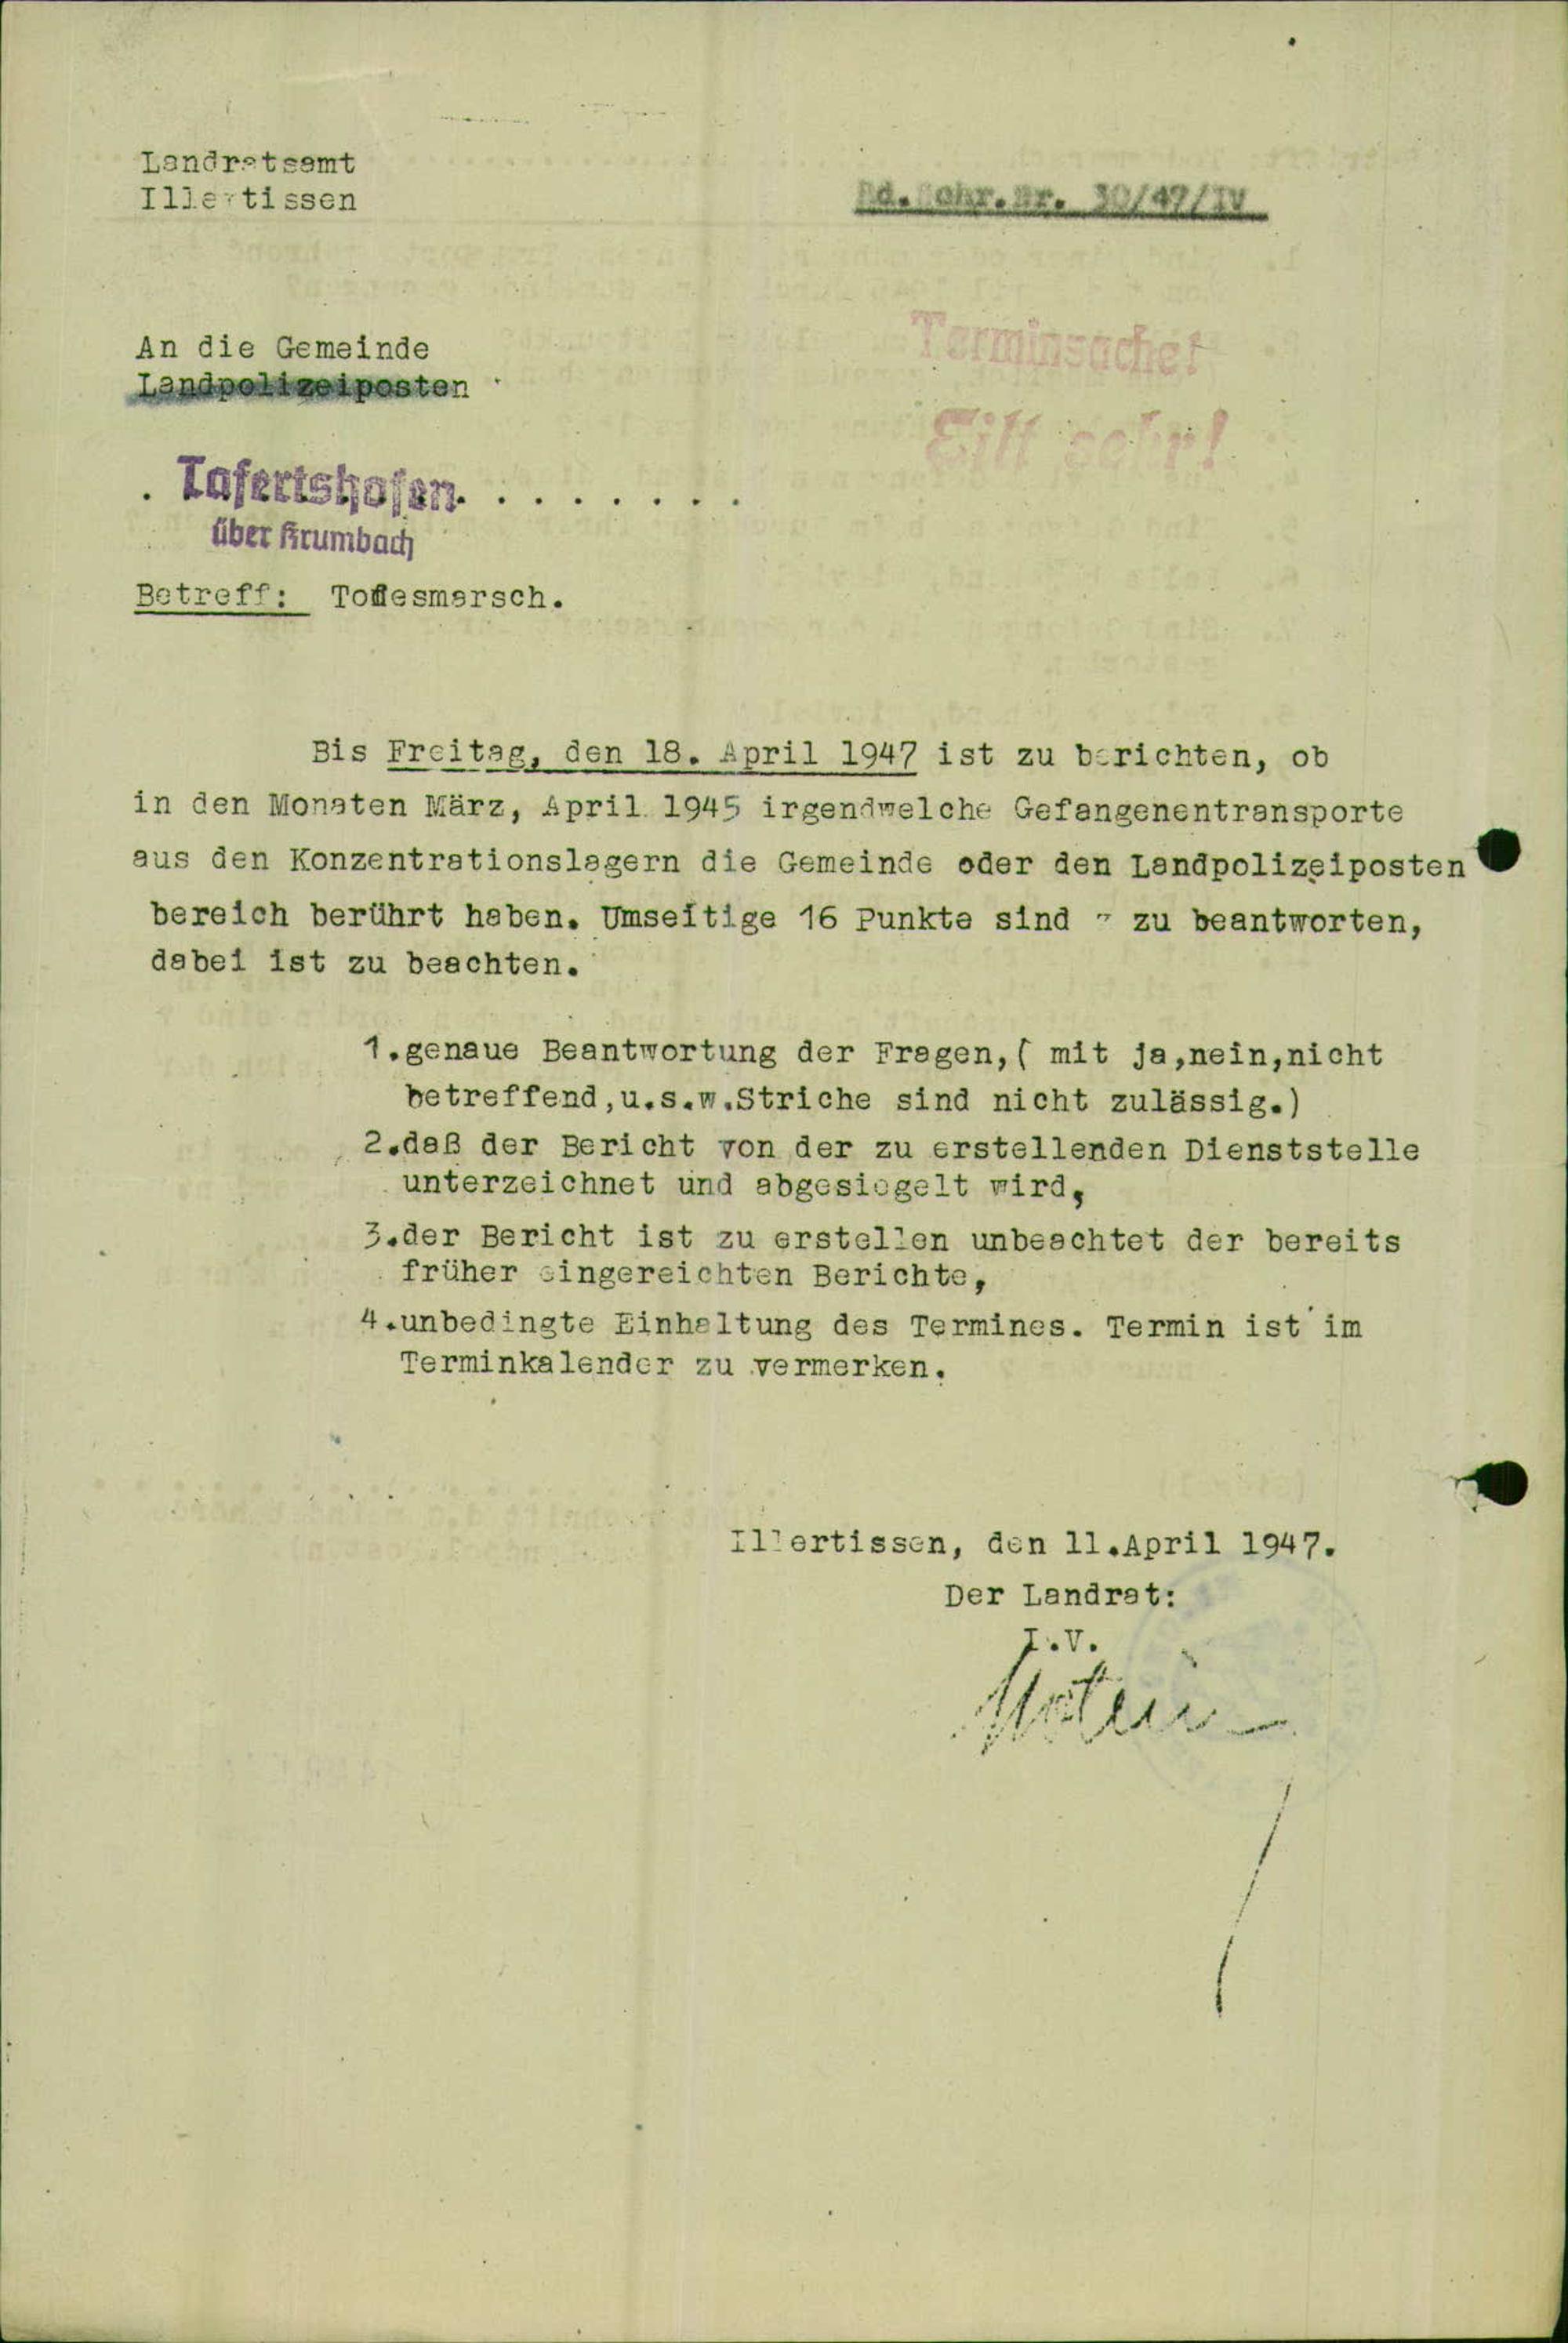 Landratsamt
Illertissen
Rd. Schr.Nr. 30/47/IV
An die Gemeinde
Landpolizeiposten
Terminsache!
Eilt sehr!
. Tafertshofen. . . . . . . .
über Krumbach
Betreff: Todesmarsch.
Bis Freitag, den 18. April 1947 ist zu berichten, ob
in den Monaten März, April 1945 irgendwelche Gefangenentransporte
aus den Konzentrationslagern die Gemeinde oder den Landpolizeiposten
bereich berührt haben. Umseitige 16 Punkte sind " zu beantworten,
dabei ist zu beachten.
1.genaue Beantwortung der Fragen,( mit ja,nein,nicht
betreffend,u.s.w.Striche sind nicht zulässig.)
2.daß der Bericht von der zu erstellenden Dienststelle
unterzeichnet und abgesiegelt wird,
3.der Bericht ist zu erstellen unbeachtet der bereits
früher eingereichten Berichte,
4.unbedingte Einhaltung des Termines. Termin ist im
Terminkalender zu vermerken.
Illertissen, den 11.April 1947.
Der Landrat:
I.V.